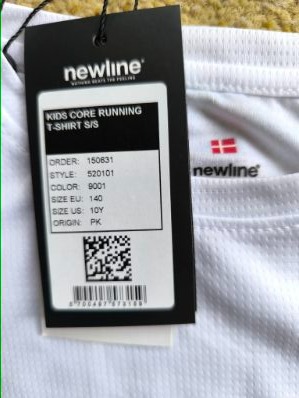 newline®
NOTHING BEATS THE FEELING
KIDS CORE RUNNING
T-SHIRT S/S
ORDER: 150631
STYLE: 520101
COLOR: 9001
SIZE EU: 140
SIZE US: 10Y
ORIGIN: PK
newline®